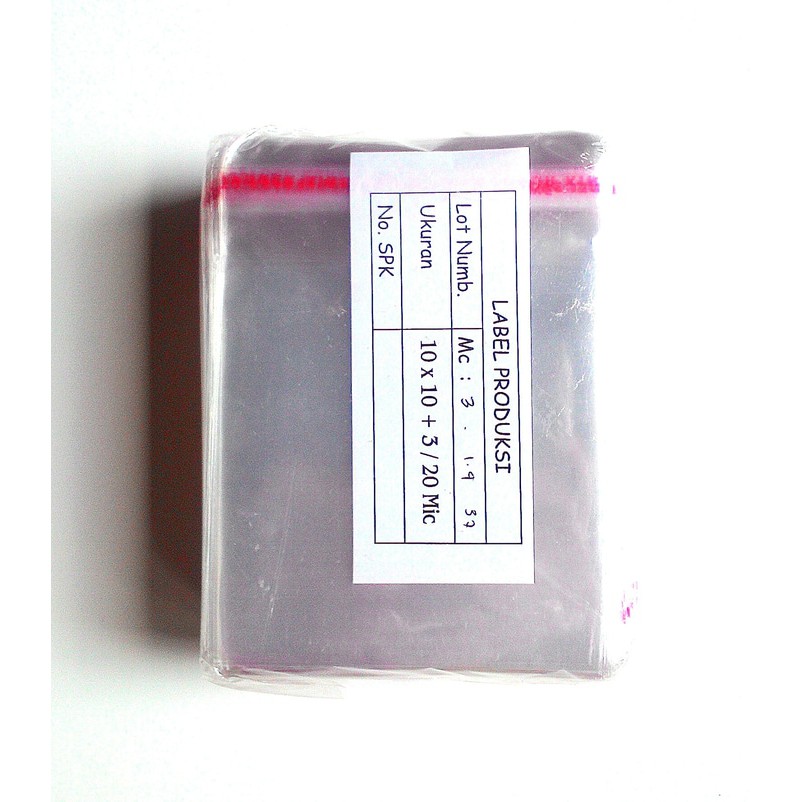 LABEL PRODUKSI
Lot Numb. Mc : 3 . 1.9 37
Ukuran 10 x 10 + 3 / 20 Mic
No. SPK